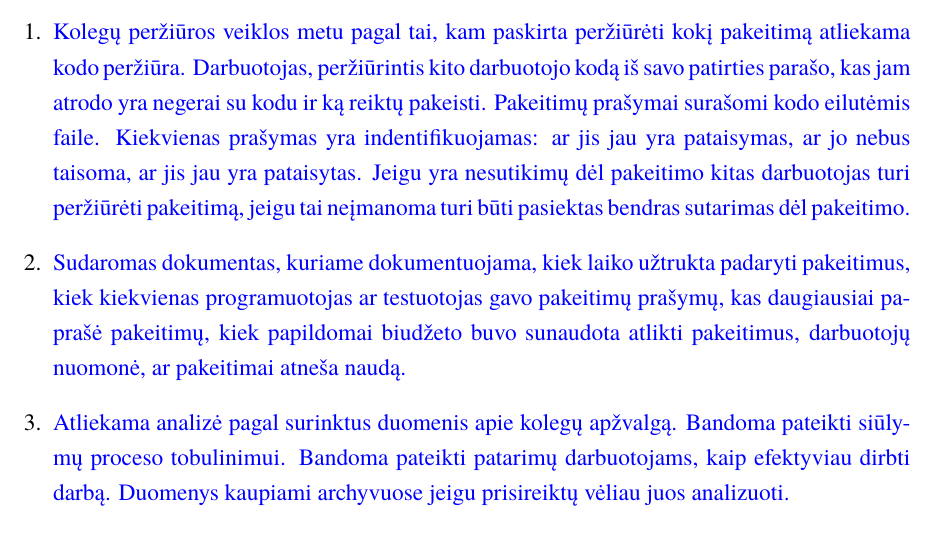 1. Kolegų peržiūros veiklos metu pagal tai, kam paskirta peržiūrėti kokį pakeitimą atliekama
kodo peržiūra. Darbuotojas, peržiūrintis kito darbuotojo kodą iš savo patirties parašo, kas jam
atrodo yra negerai su kodu ir ką reiktų pakeisti. Pakeitimų prašymai surašomi kodo eilutėmis
faile. Kiekvienas prašymas yra indentifikuojamas: ar jis jau yra pataisymas, ar jo nebus
taisoma, ar jis jau yra pataisytas. Jeigu yra nesutikimų dėl pakeitimo kitas darbuotojas turi
peržiūrėti pakeitimą, jeigu tai neįmanoma turi būti pasiektas bendras sutarimas dėl pakeitimo.
2. Sudaromas dokumentas, kuriame dokumentuojama, kiek laiko užtrukta padaryti pakeitimus,
kiek kiekvienas programuotojas ar testuotojas gavo pakeitimų prašymų, kas daugiausiai pa-
prašė pakeitimų, kiek papildomai biudžeto buvo sunaudota atlikti pakeitimus, darbuotojų
nuomonė, ar pakeitimai atneša naudą.
3. Atliekama analizė pagal surinktus duomenis apie kolegų apžvalgą. Bandoma pateikti siūly-
mų proceso tobulinimui. Bandoma pateikti patarimų darbuotojams, kaip efektyviau dirbti
darbą. Duomenys kaupiami archyvuose jeigu prisireiktų vėliau juos analizuoti.